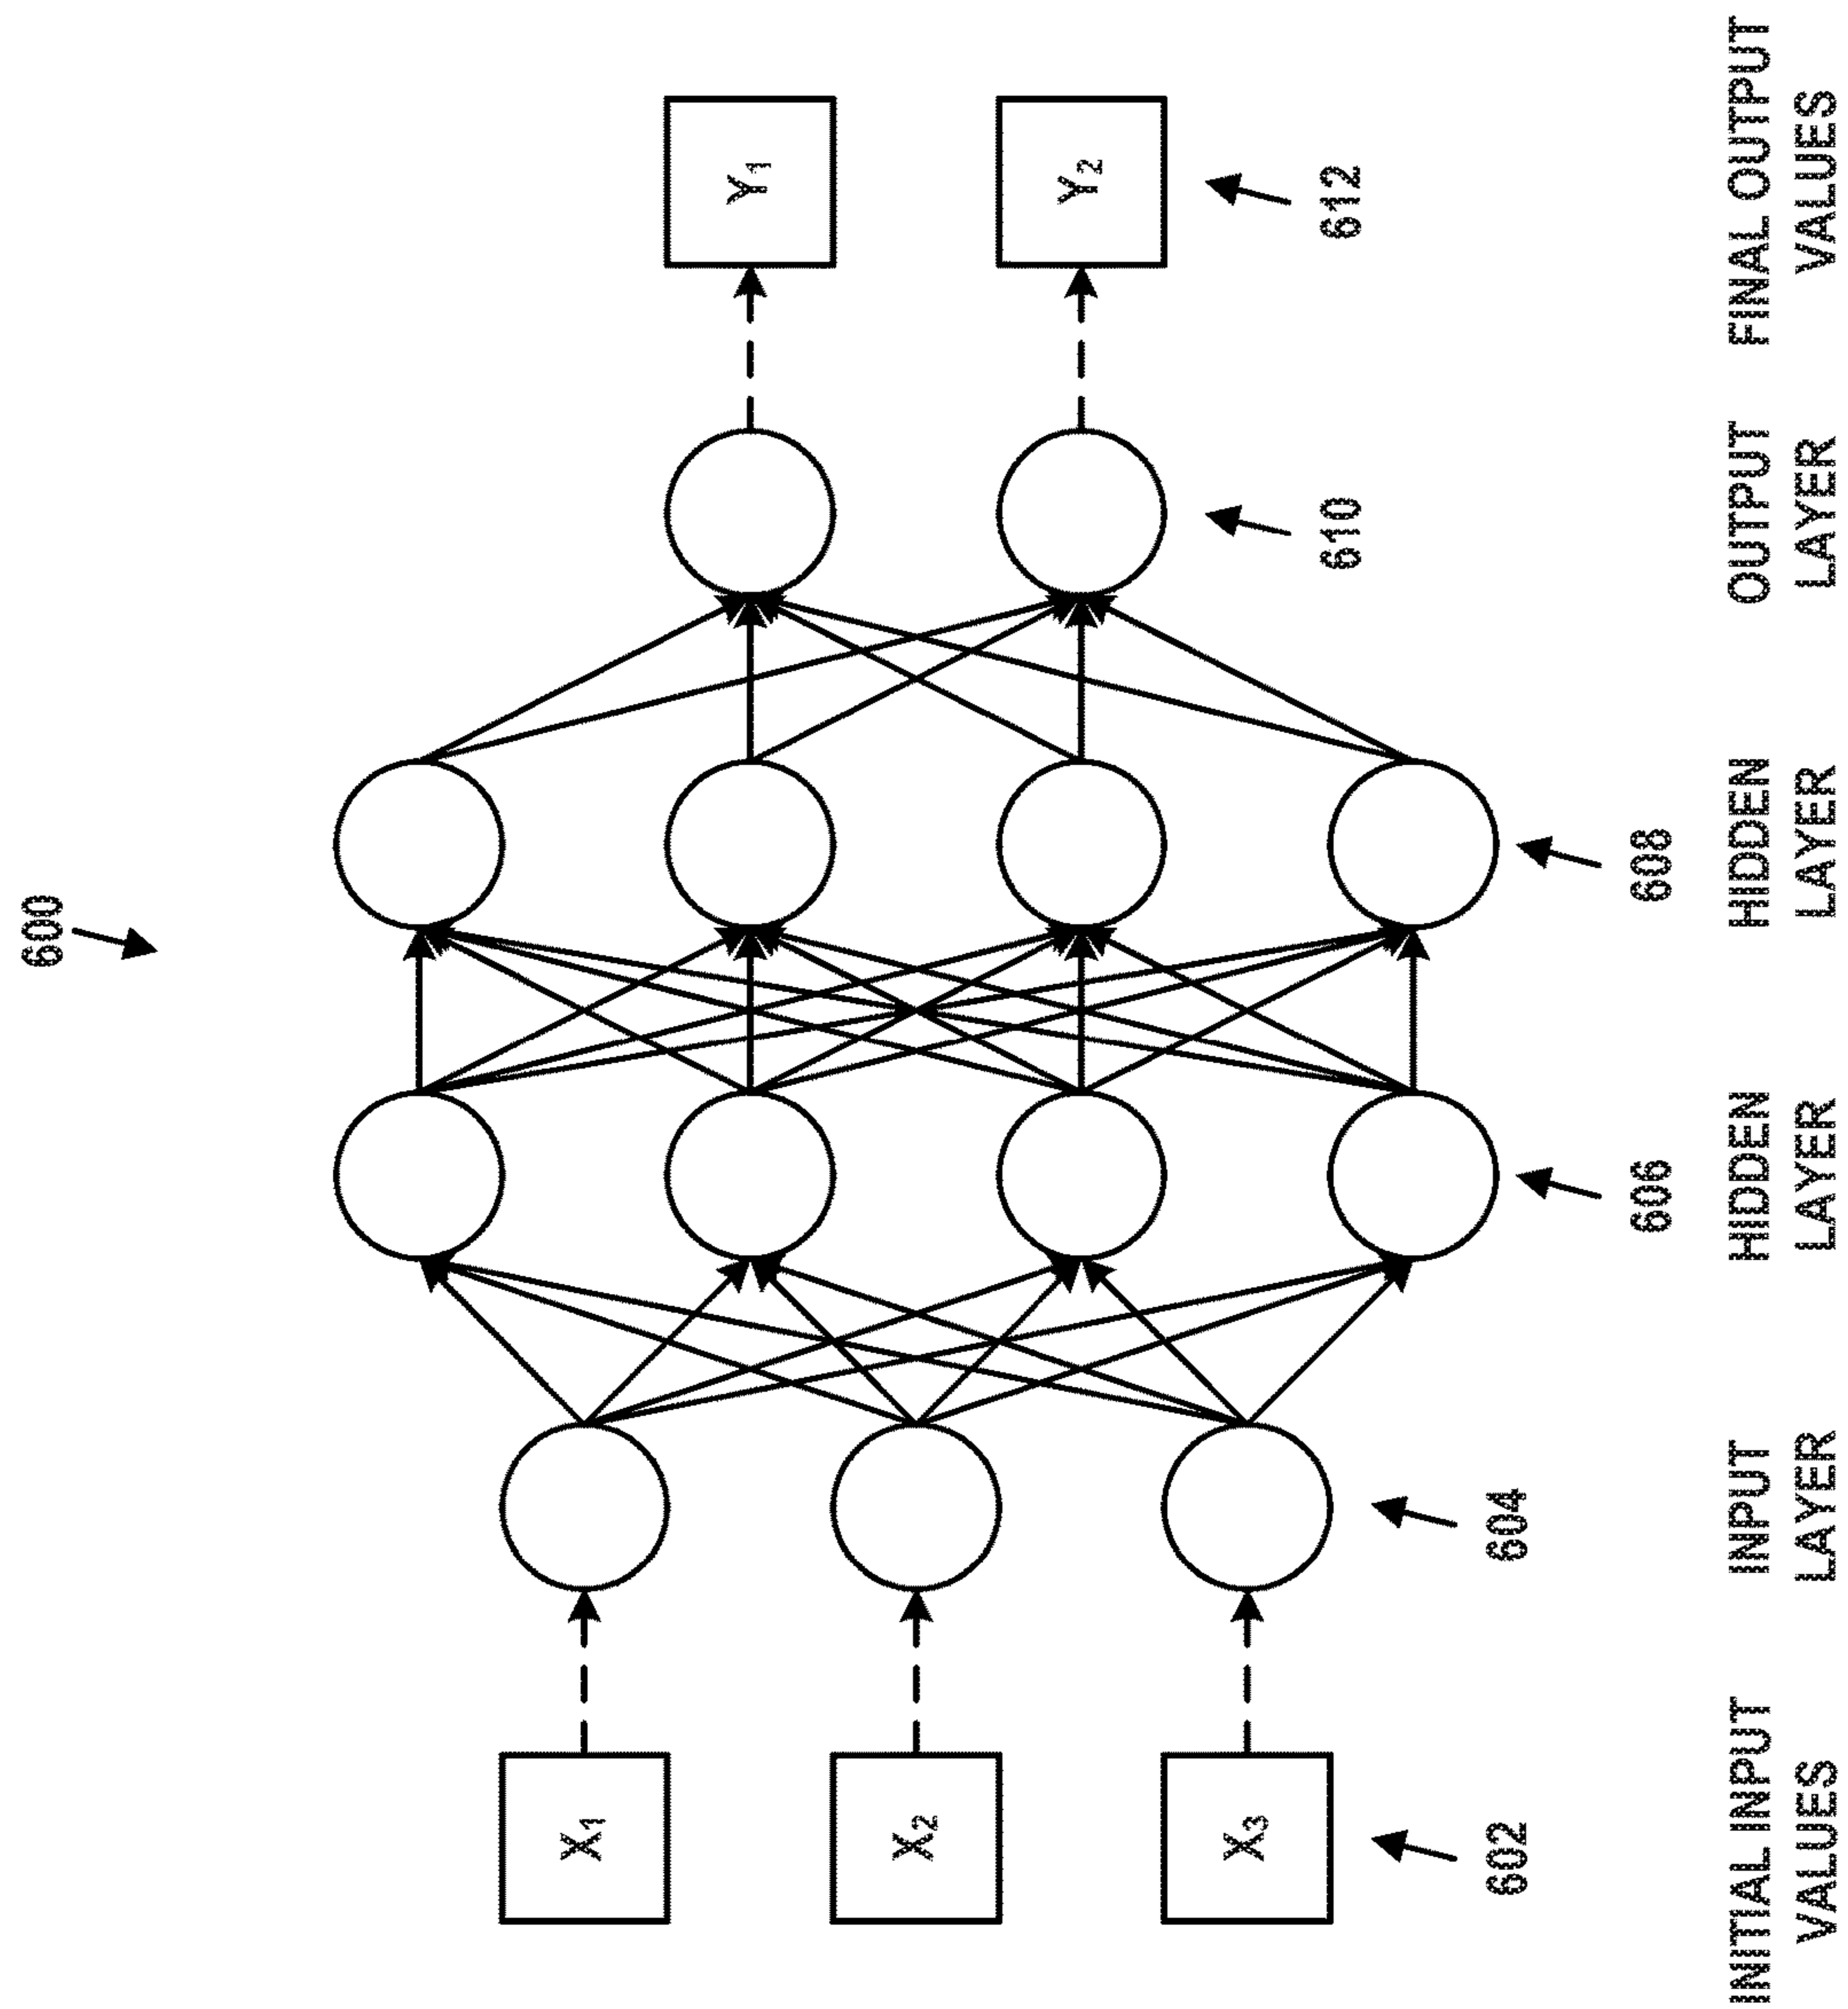 600
X1
X2
X3
Y1
Y2
602
604
606
608
610
612
INITIAL INPUT
VALUES
INPUT
LAYER
HIDDEN
LAYER
HIDDEN
LAYER
OUTPUT
LAYER
FINAL OUTPUT
VALUES